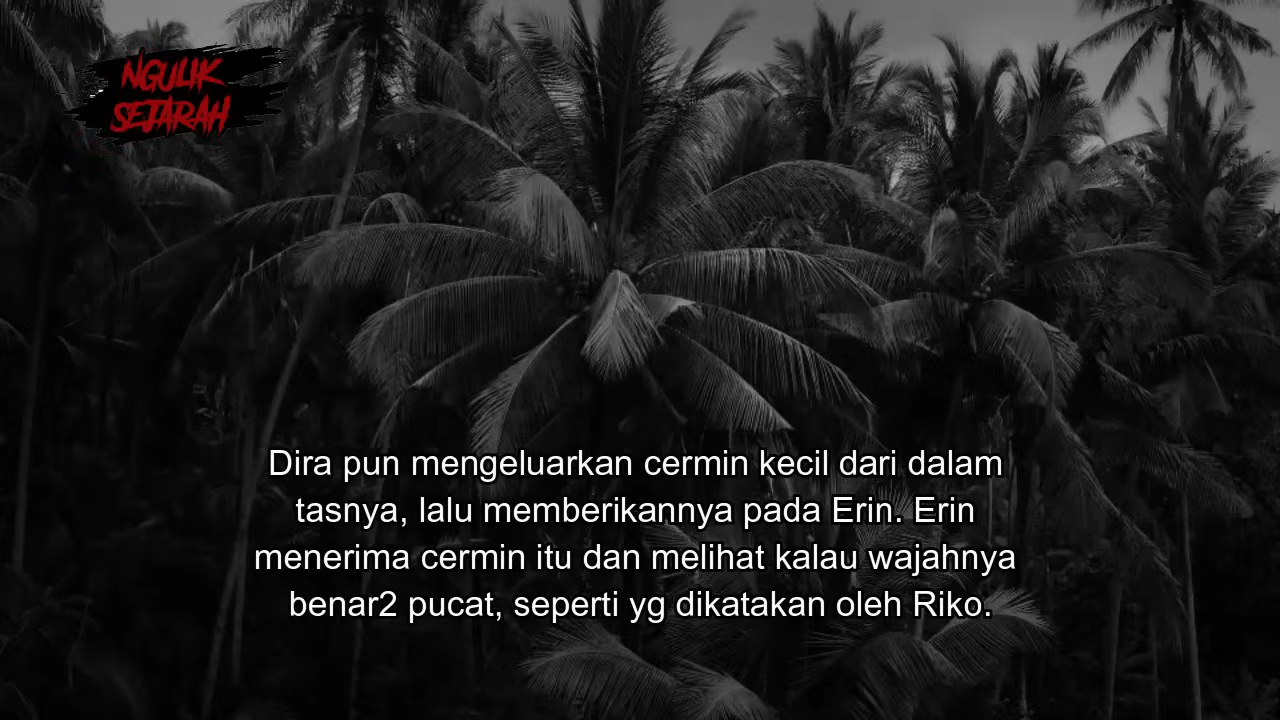 NGULIK
SEJARAH
Dira pun mengeluarkan cermin kecil dari dalam
tasnya, lalu memberikannya pada Erin. Erin
menerima cermin itu dan melihat kalau wajahnya
benar2 pucat, seperti yg dikatakan oleh Riko.